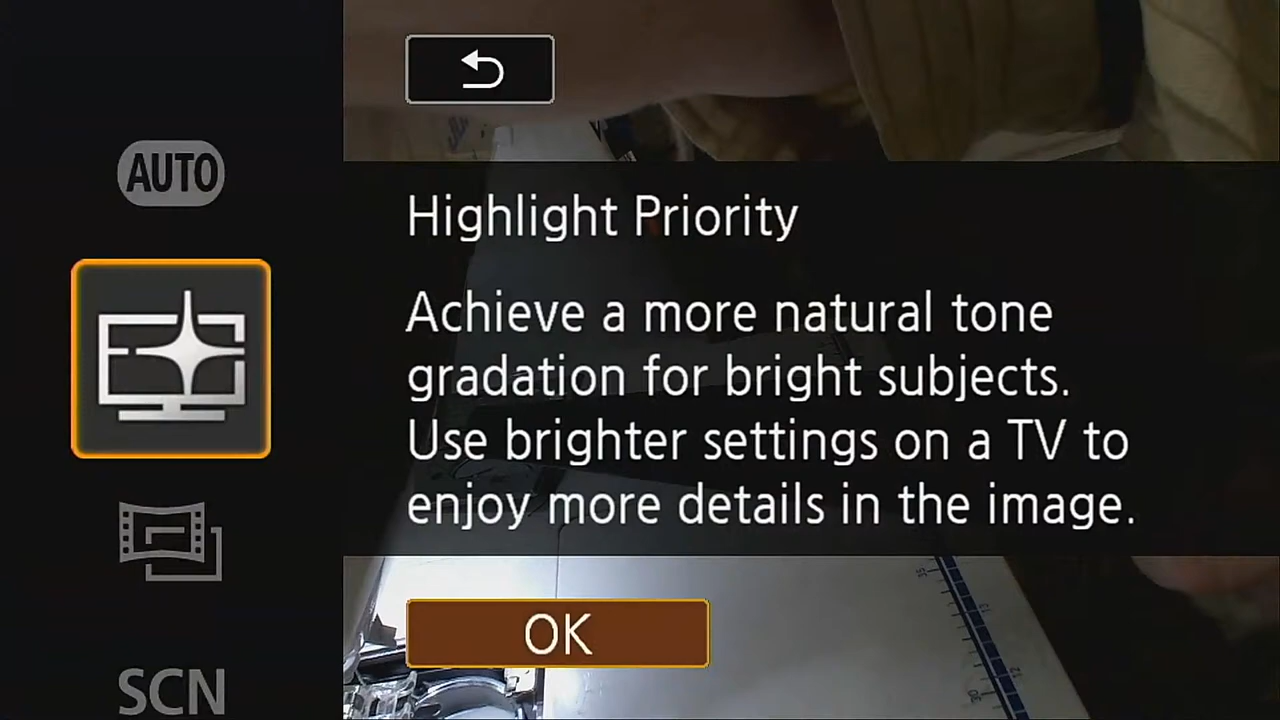 AUTO
Highlight Priority
Achieve a more natural tone
gradation for bright subjects.
Use brighter settings on a TV to
enjoy more details in the image.
OK
SCN